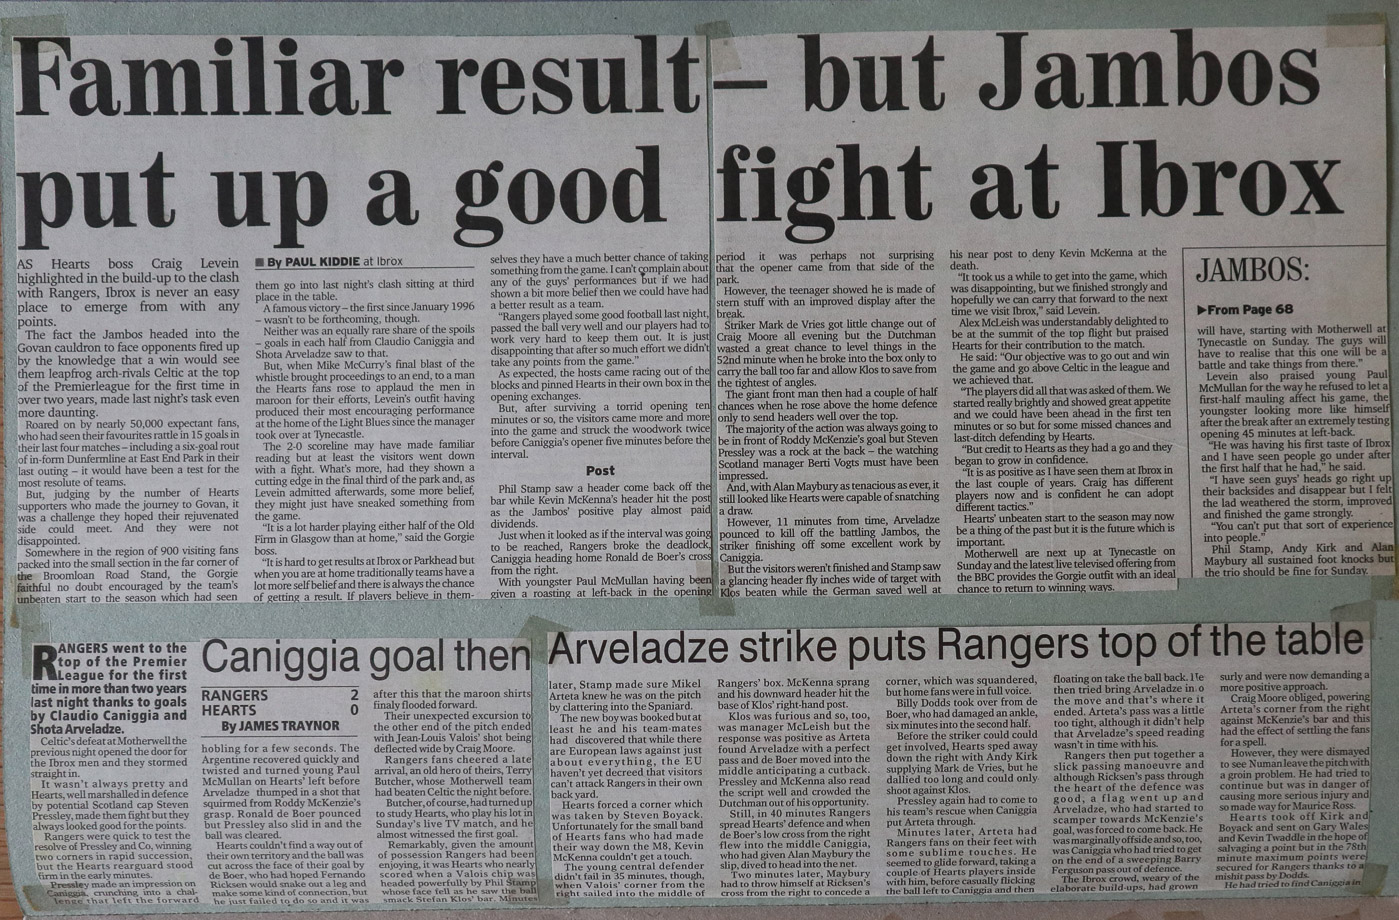 Familiar result – but Jambos
put up a good fight at Ibrox
AS Hearts boss Craig Levein
highlighted in the build-up to the clash
with Rangers, Ibrox is never an easy
place to emerge from with any
points.
The fact the Jambos headed into the
Govan cauldron to face opponents fired up
by the knowledge that a win would see
them leapfrog arch-rivals Celtic at the top
of the Premierleague for the first time in
over two years, made last night's task even
more daunting.
Roared on by nearly 50,000 expectant fans,
who had seen their favourites rattle in 15 goals in
their last four matches – including a six-goal rout
of in-form Dunfermline at East End Park in their
last outing – it would have been a test for the
most resolute of teams.
But, judging by the number of Hearts
supporters who made the journey to Govan, it
was a challenge they hoped their rejuvenated
side could meet. And they were not
disappointed.
Somewhere in the region of 900 visiting fans
packed into the small section in the far corner of
the Broomloan Road Stand, the Gorgie
faithful no doubt encouraged by the team's
unbeaten start to the season which had seen
■ By PAUL KIDDIE at Ibrox
them go into last night's clash sitting at third
place in the table.
A famous victory – the first since January 1996
– wasn't to be forthcoming, though.
Neither was an equally rare share of the spoils
– goals in each half from Claudio Caniggia and
Shota Arveladze saw to that.
But, when Mike McCurry's final blast of the
whistle brought proceedings to an end, to a man
the Hearts fans rose to applaud the men in
maroon for their efforts, Levein's outfit having
produced their most encouraging performance
at the home of the Light Blues since the manager
took over at Tynecastle.
The 2-0 scoreline may have made familiar
reading but at least the visitors went down
with a fight. What's more, had they shown a
cutting edge in the final third of the park and, as
Levein admitted afterwards, some more belief,
they might just have sneaked something from
the game.
"It is a lot harder playing either half of the Old
Firm in Glasgow than at home," said the Gorgie
boss.
"It is hard to get results at Ibrox or Parkhead but
when you are at home traditionally teams have a
lot more self belief and there is always the chance
of getting a result. If players believe in them-
selves they have a much better chance of taking
something from the game. I can't complain about
any of the guys' performances but if we had
shown a bit more belief then we could have had
a better result as a team.
"Rangers played some good football last night,
passed the ball very well and our players had to
work very hard to keep them out. It is just
disappointing that after so much effort we didn't
take any points from the game."
As expected, the hosts came racing out of the
blocks and pinned Hearts in their own box in the
opening exchanges.
But, after surviving a torrid opening ten
minutes or so, the visitors came more and more
into the game and struck the woodwork twice
before Caniggia's opener five minutes before the
interval.
Post
Phil Stamp saw a header come back off the
bar while Kevin McKenna's header hit the post
as the Jambos' positive play almost paid
dividends.
Just when it looked as if the interval was going
to be reached, Rangers broke the deadlock,
Caniggia heading home Ronald de Boer's cross
from the right.
With youngster Paul McMullan having been
given a roasting at left-back in the opening
period it was perhaps not surprising
that the opener came from that side of the
park.
However, the teenager showed he is made of
stern stuff with an improved display after the
break.
Striker Mark de Vries got little change out of
Craig Moore all evening but the Dutchman
wasted a great chance to level things in the
52nd minute when he broke into the box only to
carry the ball too far and allow Klos to save from
the tightest of angles.
The giant front man then had a couple of half
chances when he rose above the home defence
only to send headers well over the top.
The majority of the action was always going to
be in front of Roddy McKenzie's goal but Steven
Pressley was a rock at the back – the watching
Scotland manager Berti Vogts must have been
impressed.
And, with Alan Maybury as tenacious as ever, it
still looked like Hearts were capable of snatching
a draw.
However, 11 minutes from time, Arveladze
pounced to kill off the battling Jambos, the
striker finishing off some excellent work by
Caniggia.
But the visitors weren't finished and Stamp saw
a glancing header fly inches wide of target with
Klos beaten while the German saved well at
his near post to deny Kevin McKenna at the
death.
"It took us a while to get into the game, which
was disappointing, but we finished strongly and
hopefully we can carry that forward to the next
time we visit Ibrox," said Levein.
Alex McLeish was understandably delighted to
be at the summit of the top flight but praised
Hearts for their contribution to the match.
He said: "Our objective was to go out and win
the game and go above Celtic in the league and
we achieved that.
"The players did all that was asked of them. We
started really brightly and showed great appetite
and we could have been ahead in the first ten
minutes or so but for some missed chances and
last-ditch defending by Hearts.
"But credit to Hearts as they had a go and they
began to grow in confidence.
"It is as positive as I have seen them at Ibrox in
the last couple of years. Craig has different
players now and is confident he can adopt
different tactics."
Hearts' unbeaten start to the season may now
be a thing of the past but it is the future which is
important.
Motherwell are next up at Tynecastle on
Sunday and the latest live televised offering from
the BBC provides the Gorgie outfit with an ideal
chance to return to winning ways.
JAMBOS:
▶From Page 68
will have, starting with Motherwell at
Tynecastle on Sunday. The guys will
have to realise that this one will be a
battle and take things from there."
Levein also praised young Paul
McMullan for the way he refused to let a
first-half mauling affect his game, the
youngster looking more like himself
after the break after an extremely testing
opening 45 minutes at left-back.
"He was having his first taste of Ibrox
and I have seen people go under after
the first half that he had," he said.
"I have seen guys' heads go right up
their backsides and disappear but I felt
the lad weathered the storm, improved
and finished the game strongly.
"You can't put that sort of experience
into people."
Phil Stamp, Andy Kirk and Alan
Maybury all sustained foot knocks but
the trio should be fine for Sunday.
Caniggia goal then Arveladze strike puts Rangers top of the table
RANGERS went to the
top of the Premier
League for the first
time in more than two years
last night thanks to goals
by Claudio Caniggia and
Shota Arveladze.
Celtic's defeat at Motherwell the
previous night opened the door for
the Ibrox men and they stormed
straight in.
It wasn't always pretty and
Hearts, well marshalled in defence
by potential Scotland cap Steven
Pressley, made them fight but they
always looked good for the points.
Rangers were quick to test the
resolve of Pressley and Co, winning
two corners in rapid succession,
but the Hearts rearguard stood
firm in the early minutes.
Pressley made an impression on
Caniggia, crunching into a chal-
lenge that left the forward
RANGERS 2
HEARTS 0
By JAMES TRAYNOR
hobling for a few seconds. The
Argentine recovered quickly and
twisted and turned young Paul
McMullan on Hearts' left before
Arveladze thumped in a shot that
squirmed from Roddy McKenzie's
grasp. Ronald de Boer pounced
but Pressley also slid in and the
ball was cleared.
Hearts couldn't find a way out of
their own territory and the ball was
cut across the face of their goal by
de Boer, who had hoped Fernando
Ricksen would snake out a leg and
make some kind of connection, but
he just failed to do so and it was
after this that the maroon shirts
finaly flooded forward.
Their unexpected excursion to
the other end of the pitch ended
with Jean-Louis Valois' shot being
deflected wide by Craig Moore.
Rangers fans cheered a late
arrival, an old hero of theirs, Terry
Butcher, whose Motherwell team
had beaten Celtic the night before.
Butcher, of course, had turned up
to study Hearts, who play his lot in
Sunday's live TV match, and he
almost witnessed the first goal.
Remarkably, given the amount
of possession Rangers had been
enjoying, it was Hearts who nearly
scored when a Valois chip was
headed powerfully by Phil Stamp
whose face fell as he saw the ball
smack Stefan Klos' bar. Minutes
later, Stamp made sure Mikel
Arteta knew he was on the pitch
by clattering into the Spaniard.
The new boy was booked but at
least he and his team-mates
had discovered that while there
are European laws against just
about everything, the EU
haven't yet decreed that visitors
can't attack Rangers in their own
back yard.
Hearts forced a corner which
was taken by Steven Boyack.
Unfortunately for the small band
of Hearts fans who had made
their way down the M8, Kevin
McKenna couldn't get a touch.
The young central defender
didn't fail in 35 minutes, though,
when Valois' corner from the
right sailed into the middle of
Rangers' box. McKenna sprang
and his downward header hit the
base of Klos' right-hand post.
Klos was furious and so, too,
was manager McLeish but the
response was positive as Arteta
found Arveladze with a perfect
pass and de Boer moved into the
middle anticipating a cutback.
Pressley and McKenna also read
the script well and crowded the
Dutchman out of his opportunity.
Still, in 40 minutes Rangers
spread Hearts' defence and when
de Boer's low cross from the right
flew into the middle Caniggia,
who had given Alan Maybury the
slip, dived to head into the net.
Two minutes later, Maybury
had to throw himself at Ricksen's
cross from the right to concede a
corner, which was squandered,
but home fans were in full voice.
Billy Dodds took over from de
Boer, who had damaged an ankle,
six minutes into the second half.
Before the striker could
get involved, Hearts sped away
down the right with Andy Kirk
supplying Mark de Vries, but he
dallied too long and could only
shoot against Klos.
Pressley again had to come to
his team's rescue when Caniggia
put Arteta through.
Minutes later, Arteta had
Rangers fans on their feet with
some sublime touches. He
seemed to glide forward, taking a
couple of Hearts players inside
with him, before casually flicking
the ball left to Caniggia and then
floating on take the ball back. He
then tried bring Arveladze in o
the move and that's where it
ended. Arteta's pass was a little
too tight, although it didn't help
that Arveladze's speed reading
wasn't in time with his.
Rangers then put together a
slick passing manoeuvre and
although Ricksen's pass through
the heart of the defence was
good, a flag went up and
Arveladze, who had started to
scamper towards McKenzie's
goal, was forced to come back. He
was marginally offside and so, too,
was Caniggia who had tried to get
on the end of a sweeping Barry
Ferguson pass out of defence.
The Ibrox crowd, weary of the
elaborate build-ups, had grown
surly and were now demanding a
more positive approach.
Craig Moore obliged, powering
Arteta's corner from the right
against McKenzie's bar and this
had the effect of settling the fans
for a spell.
However, they were dismayed
to see Numan leave the pitch with
a groin problem. He had tried to
continue but was in danger of
causing more serious injury and
so made way for Maurice Ross.
Hearts took off Kirk and
Boyack and sent on Gary Wales
and Kevin Twaddle in the hope of
salvaging a point but in the 78th
minute maximum points were
secured for Rangers thanks to a
mishit pass by Dodds.
He had tried to find Caniggia in